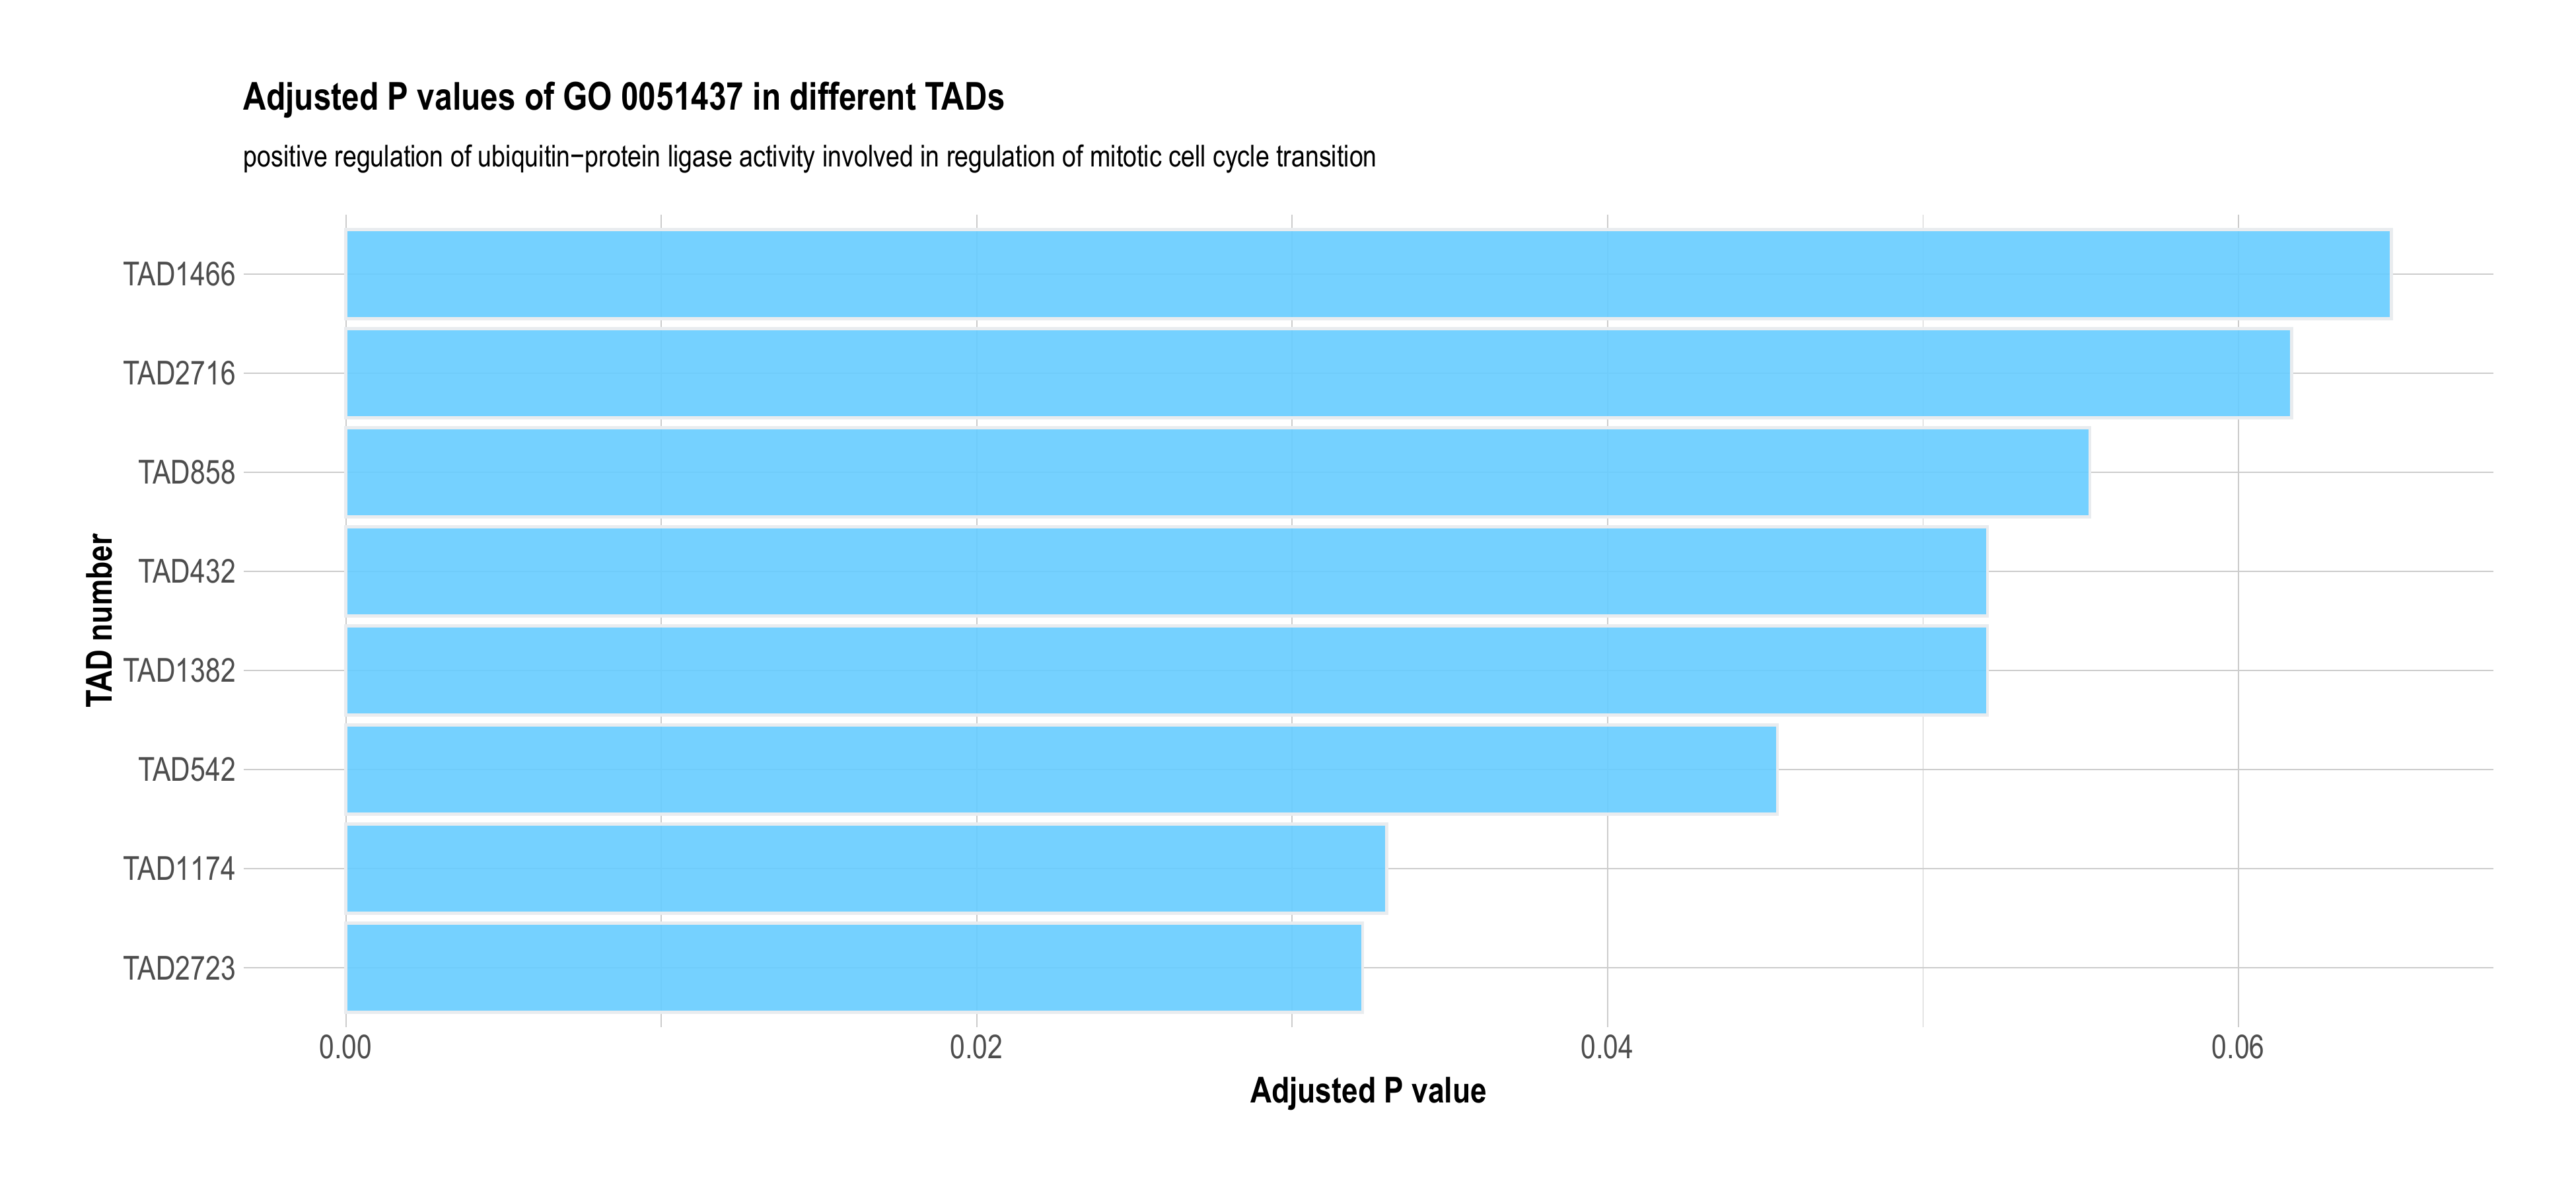 Adjusted P values of GO 0051437 in different TADs
positive regulation of ubiquitin−protein ligase activity involved in regulation of mitotic cell cycle transition
TAD number
TAD1466
TAD2716
TAD858
TAD432
TAD1382
TAD542
TAD1174
TAD2723
0.00 0.02 0.04 0.06
Adjusted P value